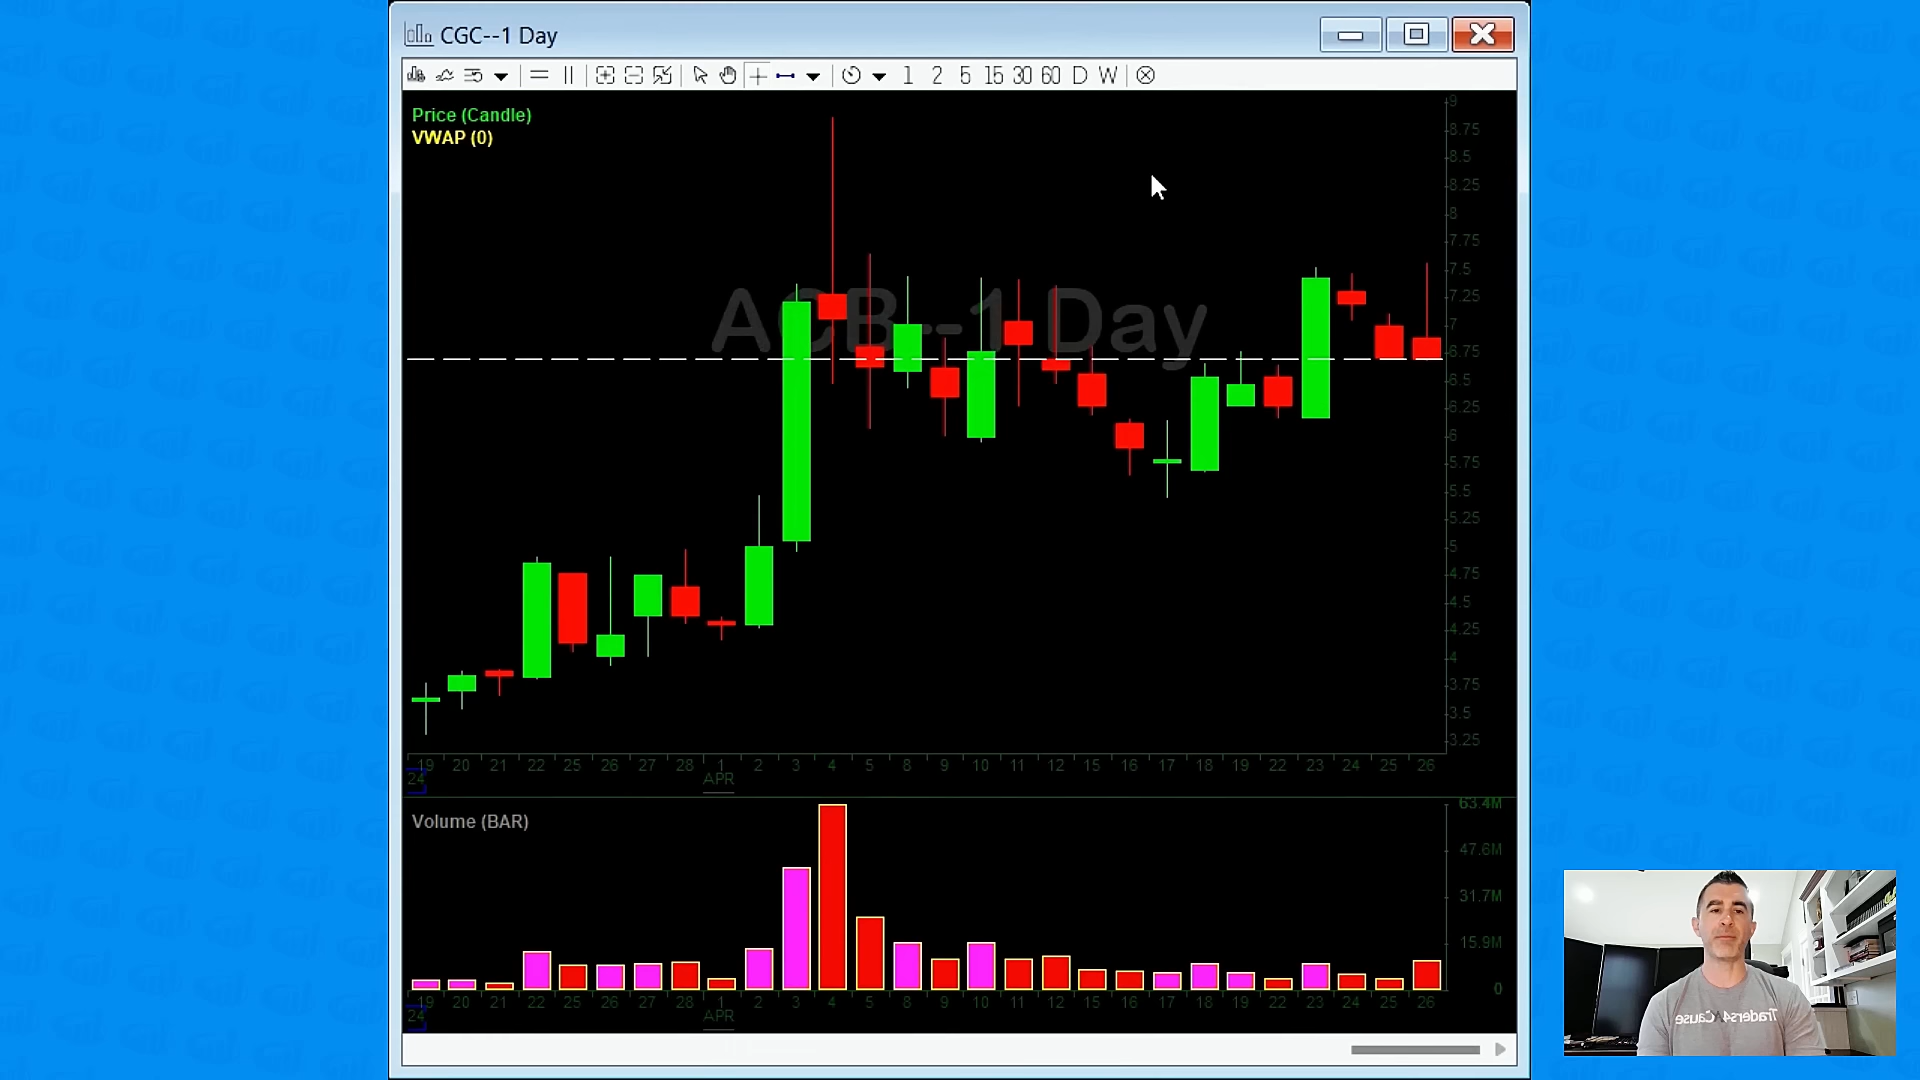 CGC--1 Day
1 2 5 15 30 60 D W
Price (Candle)
VWAP (0)
ACB--1 Day
9
8.75
8.5
8.25
8
7.75
7.5
7.25
7
6.75
6.5
6.25
6
5.75
5.5
5.25
5
4.75
4.5
4.25
4
3.75
3.5
3.25
19 20 21 22 25 26 27 28 1 2 3 4 5 8 9 10 11 12 15 16 17 18 19 22 23 24 25 26
24 APR
Volume (BAR)
63.4M
47.6M
31.7M
15.9M
0
19 20 21 22 25 26 27 28 1 2 3 4 5 8 9 10 11 12 15 16 17 18 19 22 23 24 25 26
24 APR
Traders4ACause